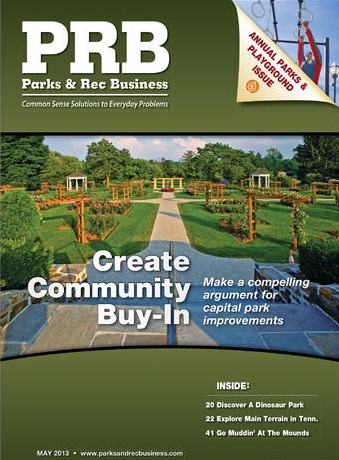 PRB
Parks & Rec Business
Common Sense Solutions to Everyday Problems
ANNUAL PARKS &
PLAYGROUND
ISSUE
Create
Community
Buy-In
Make a compelling
argument for
capital park
improvements
INSIDE:
20 Discover A Dinosaur Park
22 Explore Main Terrain in Tenn.
41 Go Muddin' At The Mounds
MAY 2013 • www.parksandrecbusiness.com